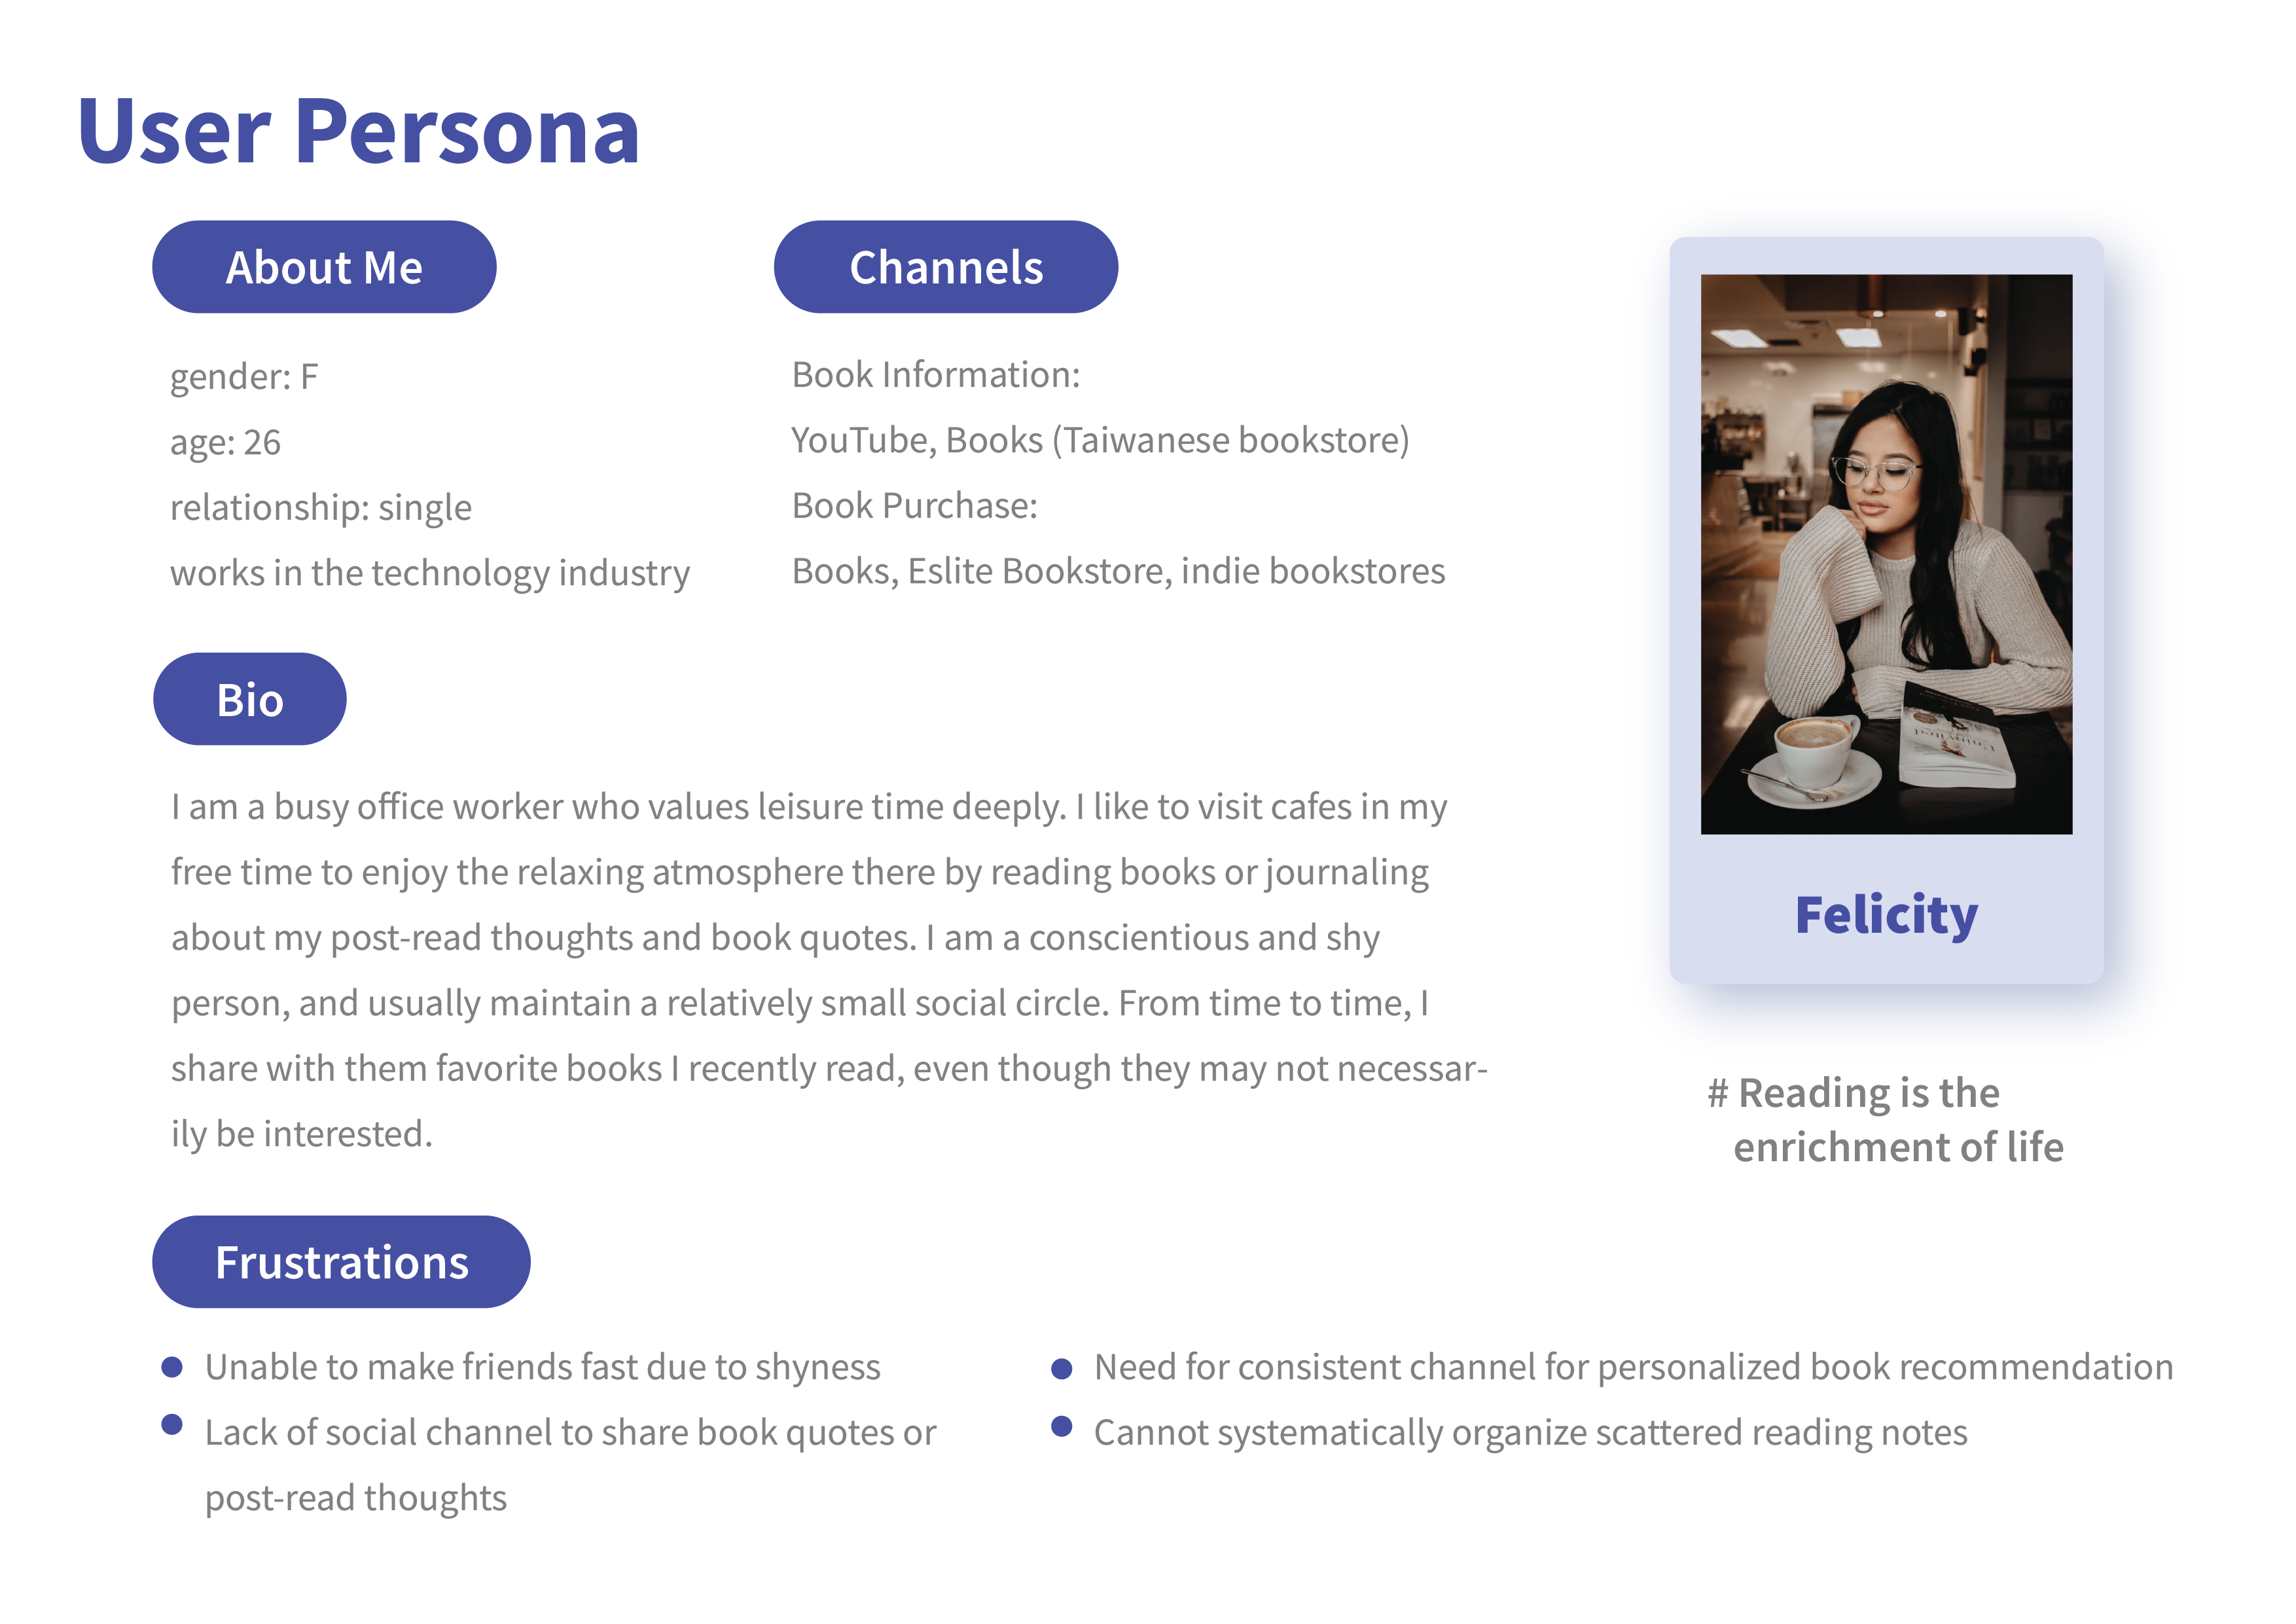 User Persona
About Me
gender: F
age: 26
relationship: single
works in the technology industry
Channels
Book Information:
YouTube, Books (Taiwanese bookstore)
Book Purchase:
Books, Eslite Bookstore, indie bookstores
Bio
I am a busy office worker who values leisure time deeply. I like to visit cafes in my
free time to enjoy the relaxing atmosphere there by reading books or journaling
about my post-read thoughts and book quotes. I am a conscientious and shy
person, and usually maintain a relatively small social circle. From time to time, I
share with them favorite books I recently read, even though they may not necessar-
ily be interested.
Uninvited
Felicity
# Reading is the
enrichment of life
Frustrations
Unable to make friends fast due to shyness
Lack of social channel to share book quotes or
post-read thoughts
Need for consistent channel for personalized book recommendation
Cannot systematically organize scattered reading notes